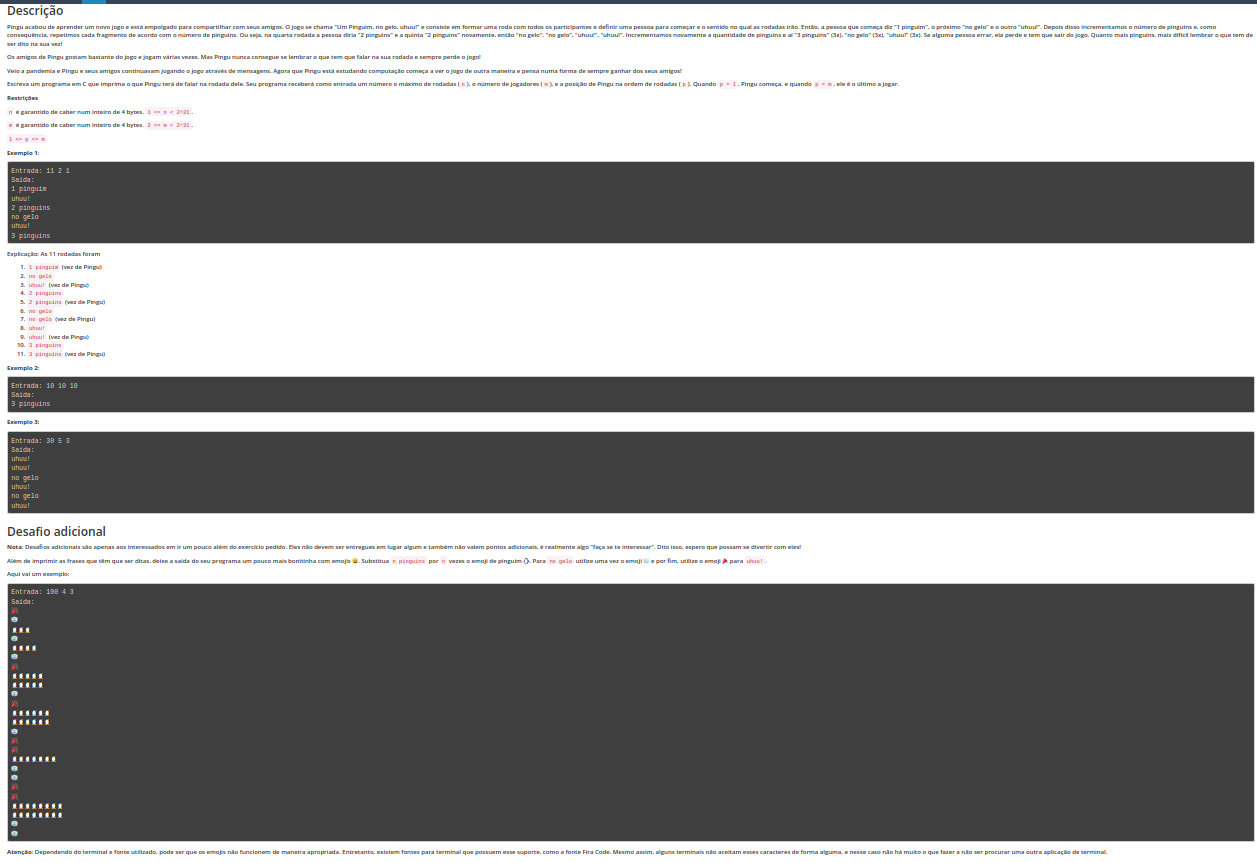 Descrição
Pingu acabou de aprender um novo jogo e está empolgado para compartilhar com seus amigos. O jogo se chama "Um Pinguim, no gelo, uhuu!" e consiste em formar uma roda com todos os participantes e definir uma pessoa para começar e o sentido no qual as rodadas irão. Então, a pessoa que começa diz "1 pinguim", o próximo "no gelo" e o outro "uhuu!". Depois disso incrementamos o número de pinguins e, como
consequência, repetimos cada fragmento de acordo com o número de pinguins. Ou seja, na quarta rodada a pessoa diria "2 pinguins" e a quinta "2 pinguins" novamente, então "no gelo", "no gelo", "uhuu!", "uhuu!". Incrementamos novamente a quantidade de pinguins e aí "3 pinguins" (3x), "no gelo" (3x), "uhuu!" (3x). Se alguma pessoa errar, ela perde e tem que sair do jogo. Quanto mais pinguins, mais difícil lembrar o que tem de
ser dito na sua vez!
Os amigos de Pingu gostam bastante do jogo e jogam várias vezes. Mas Pingu nunca consegue se lembrar o que tem que falar na sua rodada e sempre perde o jogo!
Veio a pandemia e Pingu e seus amigos continuavam jogando o jogo através de mensagens. Agora que Pingu está estudando computação começa a ver o jogo de outra maneira e pensa numa forma de sempre ganhar dos seus amigos!
Escreva um programa em C que imprima o que Pingu terá de falar na rodada dele. Seu programa receberá como entrada um número o máximo de rodadas ( n ), o número de jogadores ( m ), e a posição de Pingu na ordem de rodadas ( p ). Quando p = 1 , Pingu começa, e quando p = m , ele é o último a jogar.
Restrições
n é garantido de caber num inteiro de 4 bytes. 1 <= n < 2^31 .
m é garantido de caber num inteiro de 4 bytes. 2 <= m < 2^31 .
1 <= p <= m
Exemplo 1:
Entrada: 11 2 1
Saida:
1 pinguim
uhuu!
2 pinguins
no gelo
uhuu!
3 pinguins
Explicação: As 11 rodadas foram
1. 1 pinguim (vez de Pingu)
2. no gelo
3. uhuu! (vez de Pingu)
4. 2 pinguins
5. 2 pinguins (vez de Pingu)
6. no gelo
7. no gelo (vez de Pingu)
8. uhuu!
9. uhuu! (vez de Pingu)
10. 3 pinguins
11. 3 pinguins (vez de Pingu)
Exemplo 2:
Entrada: 10 10 10
Saida:
3 pinguins
Exemplo 3:
Entrada: 30 5 3
Saida:
uhuu!
uhuu!
no gelo
uhuu!
no gelo
uhuu!
Desafio adicional
Nota: Desafios adicionais são apenas aos interessados em ir um pouco além do exercício pedido. Eles não devem ser entregues em lugar algum e também não valem pontos adicionais, é realmente algo "faça se te interessar". Dito isso, espero que possam se divertir com eles!
Além de imprimir as frases que têm que ser ditas, deixe a saída do seu programa um pouco mais bonitinha com emojis 😄. Substitua n pinguins por n vezes o emoji de pinguim 🐧. Para no gelo utilize uma vez o emoji 🧊 e por fim, utilize o emoji 🎉 para uhuu! .
Aqui vai um exemplo:
Entrada: 100 4 3
Saida:
Atenção: Dependendo do terminal e fonte utilizado, pode ser que os emojis não funcionem de maneira apropriada. Entretanto, existem fontes para terminal que possuem esse suporte, como a fonte Fira Code. Mesmo assim, alguns terminais não aceitam esses caracteres de forma alguma, e nesse caso não há muito o que fazer a não ser procurar uma outra aplicação de terminal.